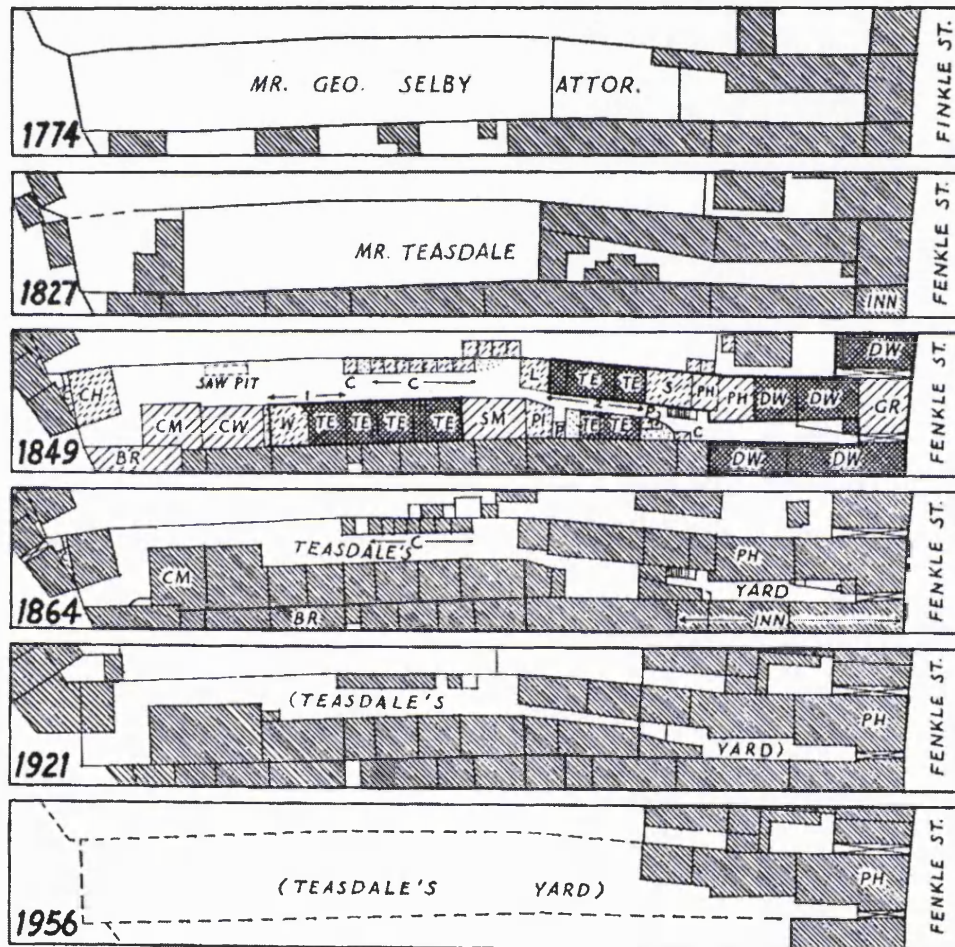 MR. GEO. SELBY ATTOR.
1774
FINKLE ST.
MR. TEASDALE
INN
1827
FENKLE ST.
DW
CH
SAW PIT
C C
L TE TE S PH PH DW DW GR
CM CW W TE TE TE TE SM PI P TE TE C
BR
DW DW
1849
FENKLE ST.
C
TEASDALE'S
PH
CM
YARD
BR
INN
1864
FENKLE ST.
(TEASDALE'S
YARD)
PH
1921
FENKLE ST.
(TEASDALE'S YARD)
PH
1956
FENKLE ST.